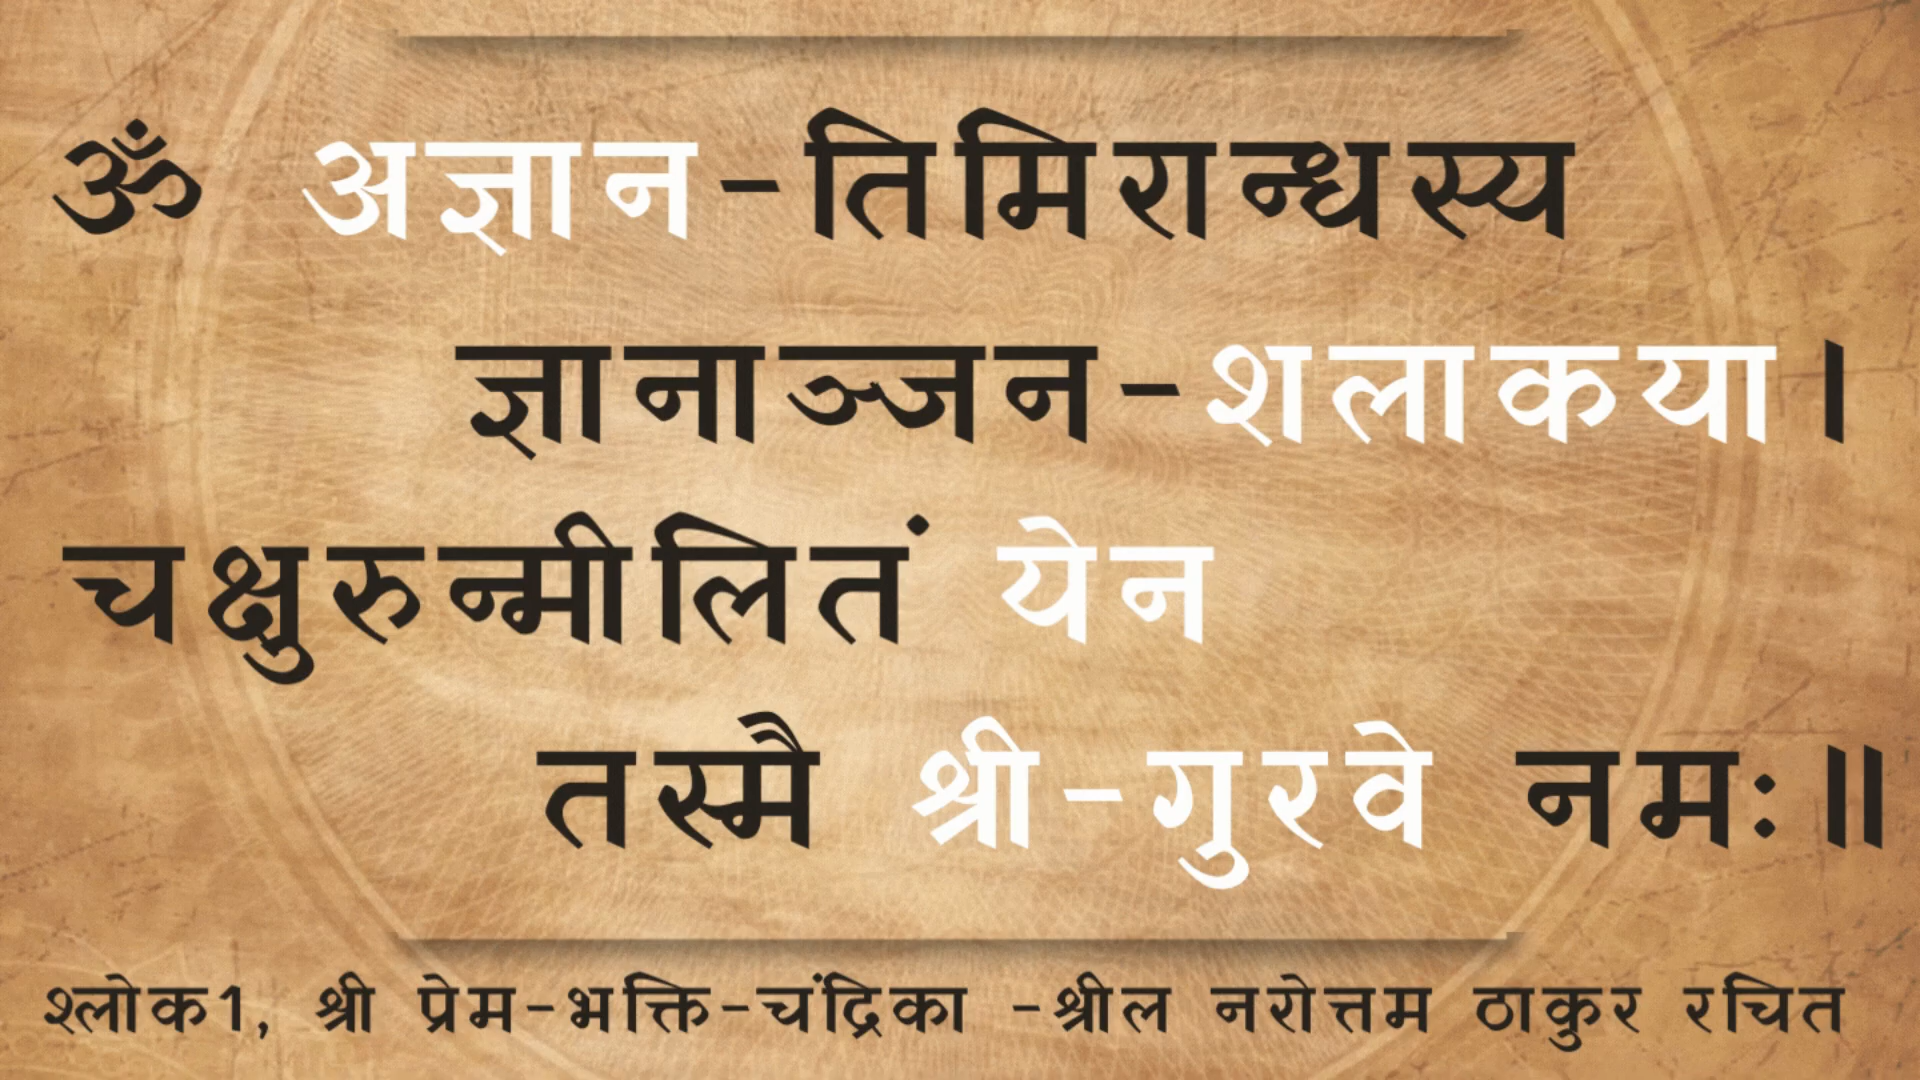 ॐ अज्ञान-तिमिरान्धस्य
ज्ञानाञ्जन-शलाकया ।
चक्षुरुन्मीलितं येन
तस्मै श्री-गुरवे नमः ॥
श्लोक1, श्री प्रेम-भक्ति-चंद्रिका -श्रील नरोत्तम ठाकुर रचित